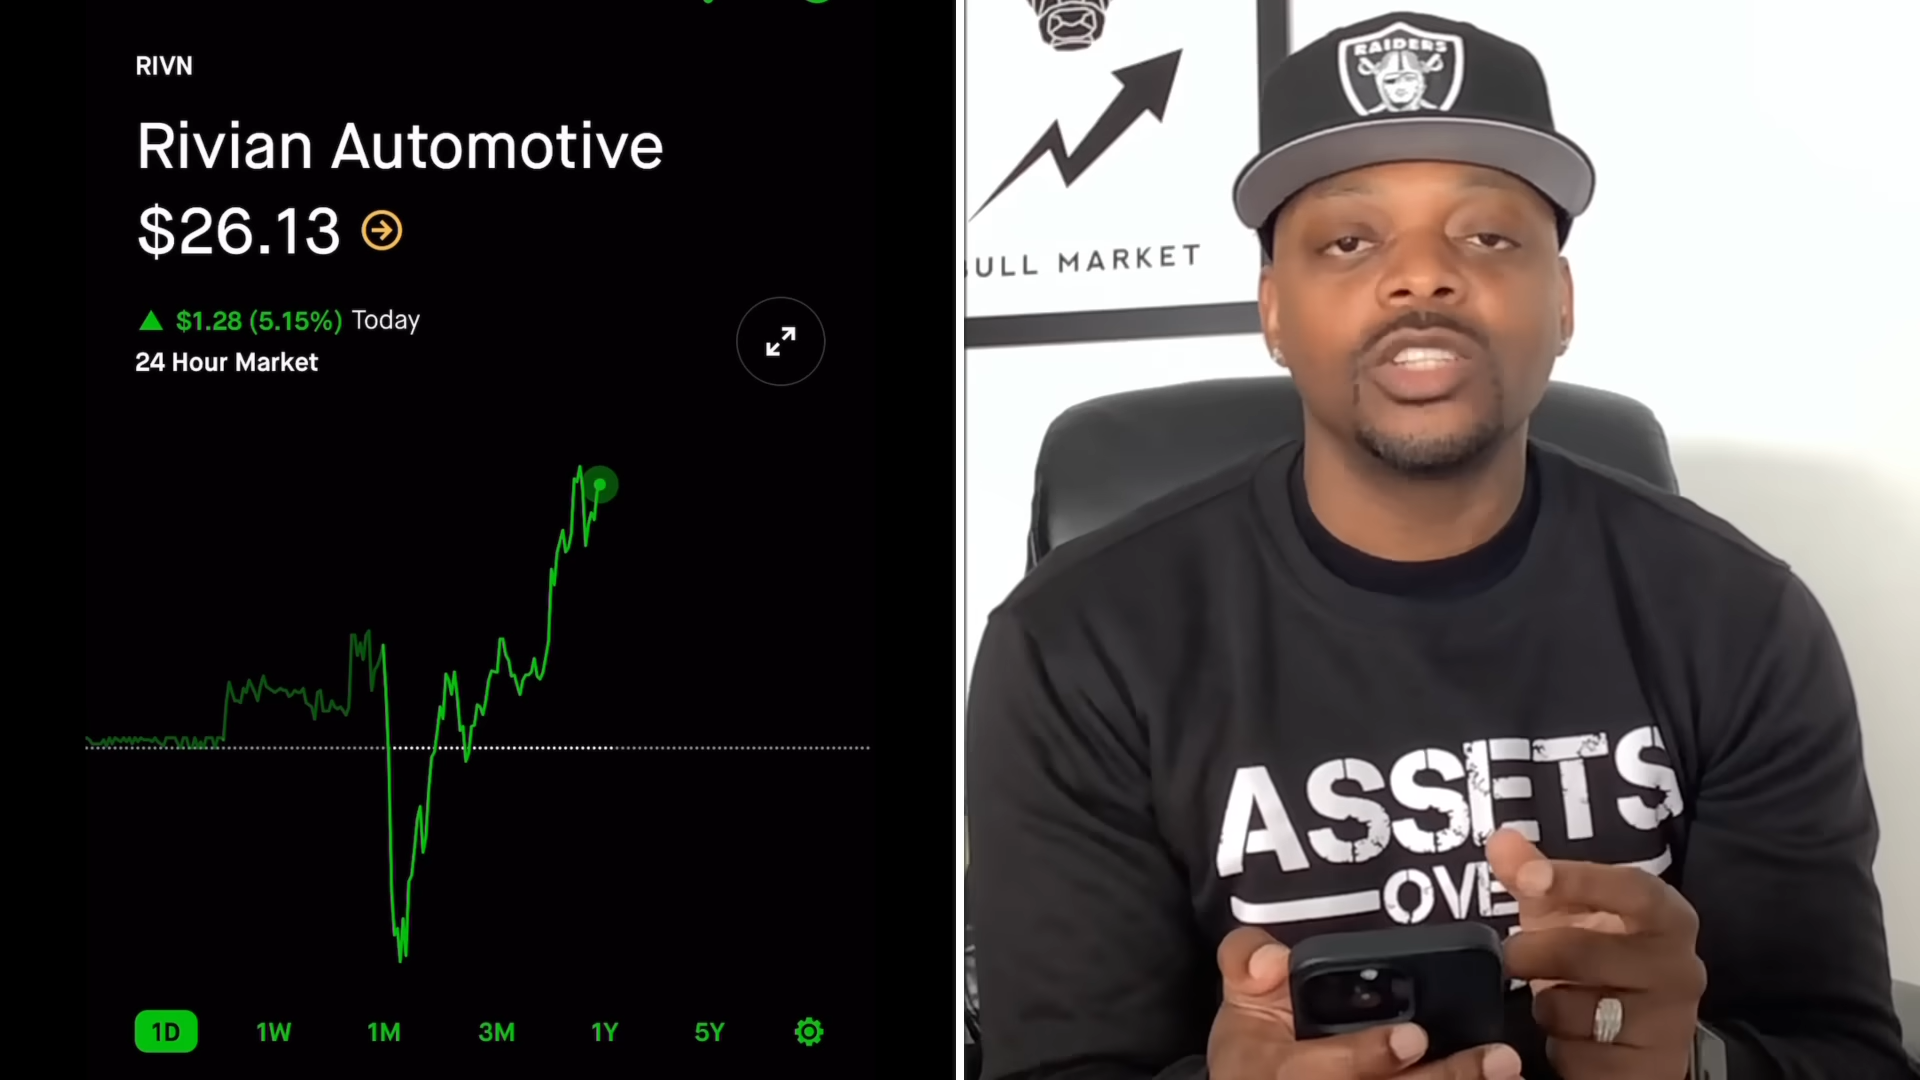 RIVN
Rivian Automotive
$26.13
$1.28 (5.15%) Today
24 Hour Market
1D 1W 1M 3M 1Y 5Y
RAIDERS
BULL MARKET
ASSETS
OVE